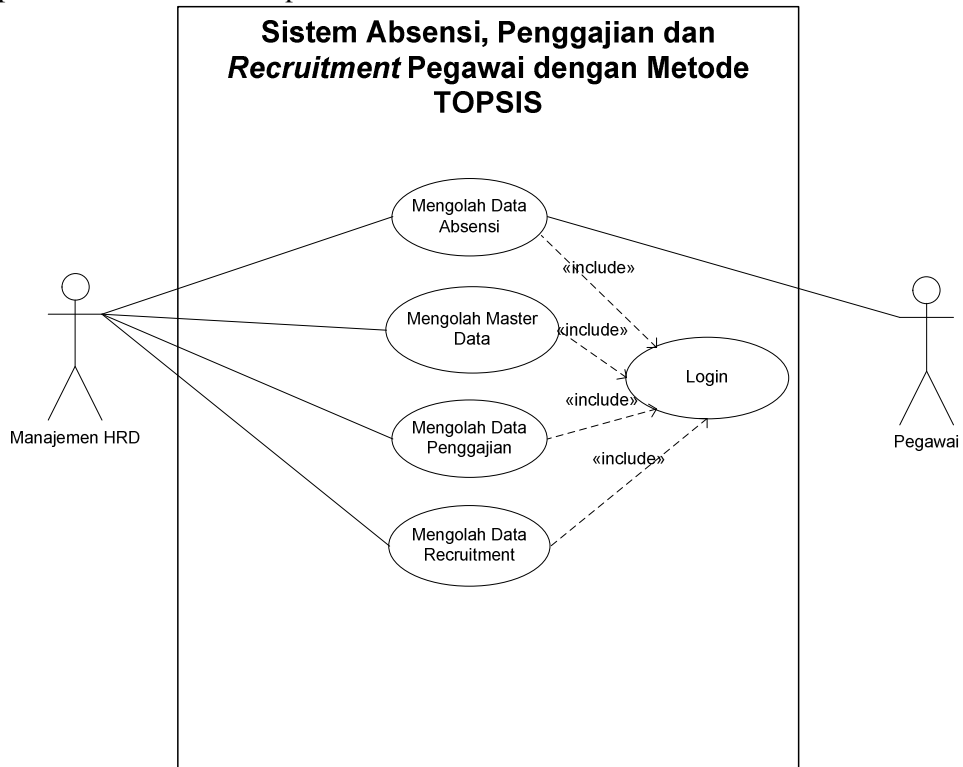 Sistem Absensi, Penggajian dan
Recruitment Pegawai dengan Metode
TOPSIS
Mengolah Data
Absensi
«include»
Mengolah Master
Data
«include»
Login
«include»
Mengolah Data
Penggajian
Manajemen HRD
Pegawai
«include»
Mengolah Data
Recruitment